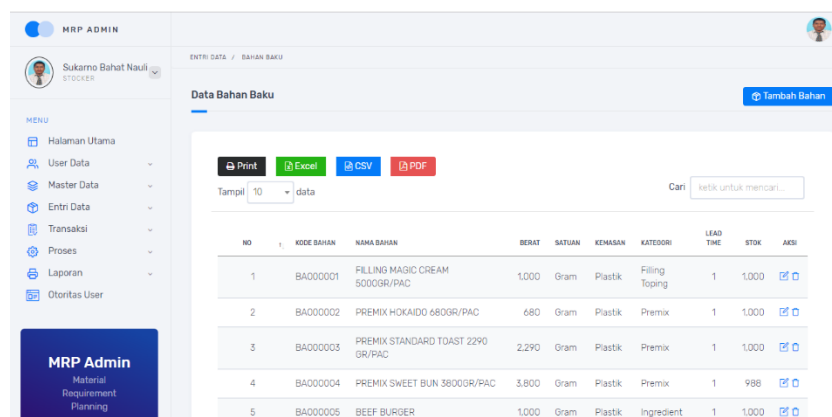 MRP ADMIN
Sukarno Bahat Nauli
STOCKER
MENU
Halaman Utama
User Data
Master Data
Entri Data
Transaksi
Proses
Laporan
Otoritas User
MRP Admin
Material
Requirement
Planning
ENTRI DATA / BAHAN BAKU
Data Bahan Baku
Tambah Bahan
Print Excel CSV PDF
Tampil 10 data
Cari ketik untuk mencari...
NO KODE BAHAN NAMA BAHAN BERAT SATUAN KEMASAN KATEGORI LEAD TIME STOK AKSI
1 BA000001 FILLING MAGIC CREAM 5000GR/PAC 1,000 Gram Plastik Filling Toping 1 1,000
2 BA000002 PREMIX HOKAIDO 680GR/PAC 680 Gram Plastik Premix 1 1,000
3 BA000003 PREMIX STANDARD TOAST 2290 GR/PAC 2,290 Gram Plastik Premix 1 1,000
4 BA000004 PREMIX SWEET BUN 3800GR/PAC 3,800 Gram Plastik Premix 1 988
5 BA000005 BEEF BURGER 1,000 Gram Plastik Ingredient 1 1,000